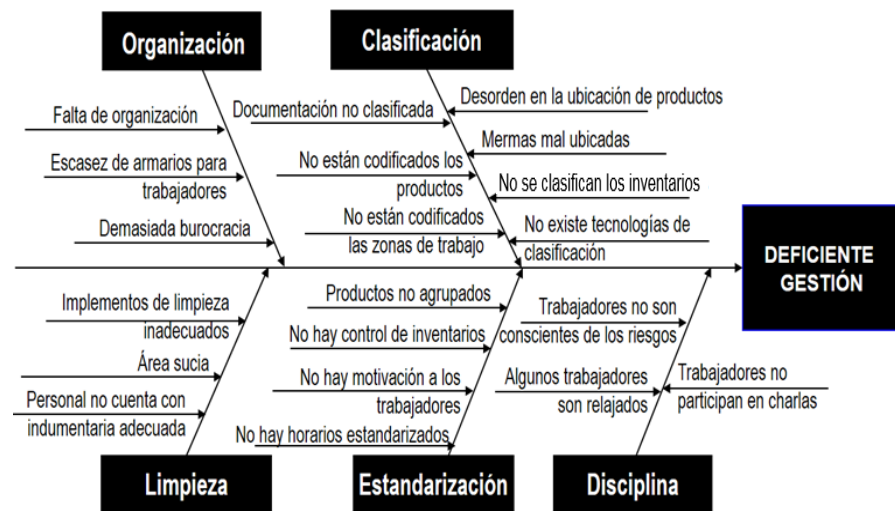 Organización
Clasificación
Falta de organización
Escasez de armarios para
trabajadores
Demasiada burocracia
Documentación no clasificada
No están codificados los
productos
No están codificados
las zonas de trabajo
Desorden en la ubicación de productos
Mermas mal ubicadas
No se clasifican los inventarios
No existe tecnologías de
clasificación
DEFICIENTE
GESTIÓN
Implementos de limpieza
inadecuados
Área sucia
Personal no cuenta con
indumentaria adecuada
Productos no agrupados
No hay control de inventarios
No hay motivación a los
trabajadores
No hay horarios estandarizados
Trabajadores no son
conscientes de los riesgos
Algunos trabajadores
son relajados
Trabajadores no
participan en charlas
Limpieza
Estandarización
Disciplina